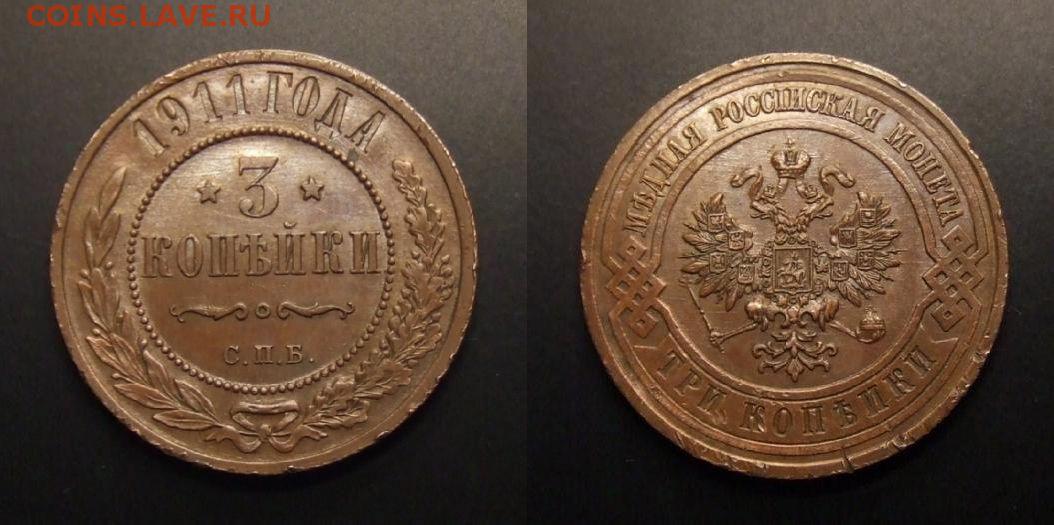 COINS.LAVE.RU
1911 ГОДА
3
КОПѢЙКИ
С.П.Б.
МѢДНАЯ РОССІЙСКАЯ МОНЕТА
ТРИ КОПѢЙКИ